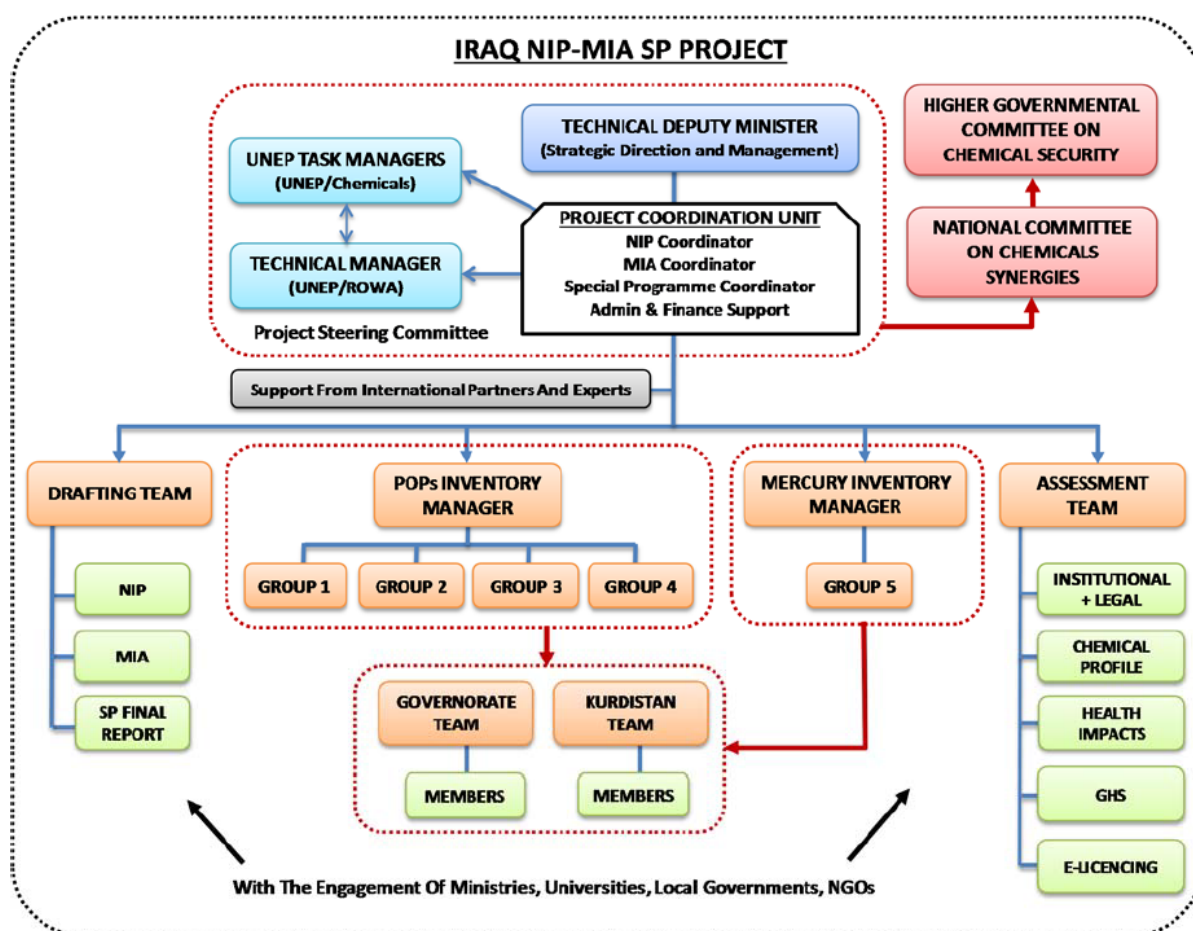 IRAQ NIP-MIA SP PROJECT
TECHNICAL DEPUTY MINISTER
(Strategic Direction and Management)
HIGHER GOVERNMENTAL
COMMITTEE ON
CHEMICAL SECURITY
UNEP TASK MANAGERS
(UNEP/Chemicals)
PROJECT COORDINATION UNIT
NIP Coordinator
MIA Coordinator
Special Programme Coordinator
Admin & Finance Support
NATIONAL COMMITTEE
ON CHEMICALS
SYNERGIES
TECHNICAL MANAGER
(UNEP/ROWA)
Project Steering Committee
Support From International Partners And Experts
DRAFTING TEAM
NIP
MIA
SP FINAL
REPORT
POPs INVENTORY
MANAGER
GROUP 1
GROUP 2
GROUP 3
GROUP 4
MERCURY INVENTORY
MANAGER
GROUP 5
GOVERNORATE
TEAM
MEMBERS
KURDISTAN
TEAM
MEMBERS
ASSESSMENT
TEAM
INSTITUTIONAL
+ LEGAL
CHEMICAL
PROFILE
HEALTH
IMPACTS
GHS
E-LICENCING
With The Engagement Of Ministries, Universities, Local Governments, NGOs